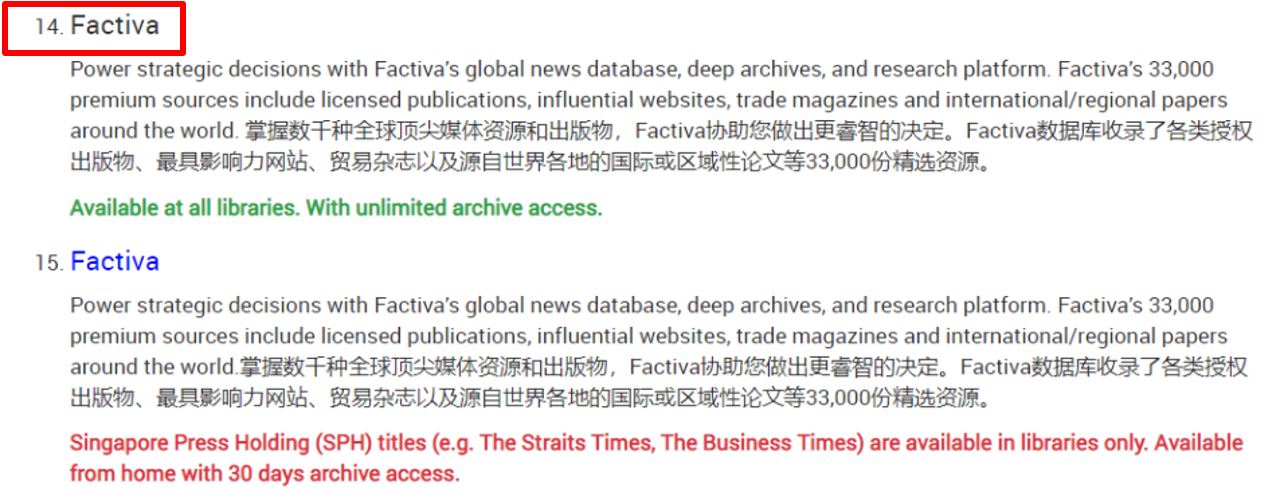 14. Factiva
Power strategic decisions with Factiva's global news database, deep archives, and research platform. Factiva's 33,000
premium sources include licensed publications, influential websites, trade magazines and international/regional papers
around the world. 掌握数千种全球顶尖媒体资源和出版物，Factiva协助您做出更睿智的决定。Factiva数据库收录了各类授权
出版物、最具影响力网站、贸易杂志以及源自世界各地的国际或区域性论文等33,000份精选资源。
Available at all libraries. With unlimited archive access.
15. Factiva
Power strategic decisions with Factiva's global news database, deep archives, and research platform. Factiva's 33,000
premium sources include licensed publications, influential websites, trade magazines and international/regional papers
around the world.掌握数千种全球顶尖媒体资源和出版物，Factiva协助您做出更睿智的决定。Factiva数据库收录了各类授权
出版物、最具影响力网站、贸易杂志以及源自世界各地的国际或区域性论文等33,000份精选资源。
Singapore Press Holding (SPH) titles (e.g. The Straits Times, The Business Times) are available in libraries only. Available
from home with 30 days archive access.